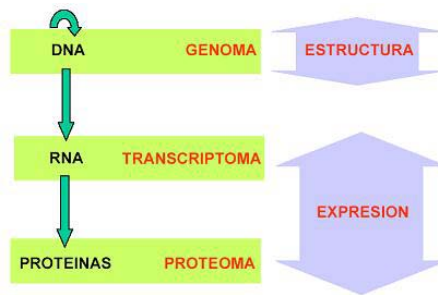 DNA GENOMA ESTRUCTURA
RNA TRANSCRIPTOMA
EXPRESION
PROTEINAS PROTEOMA